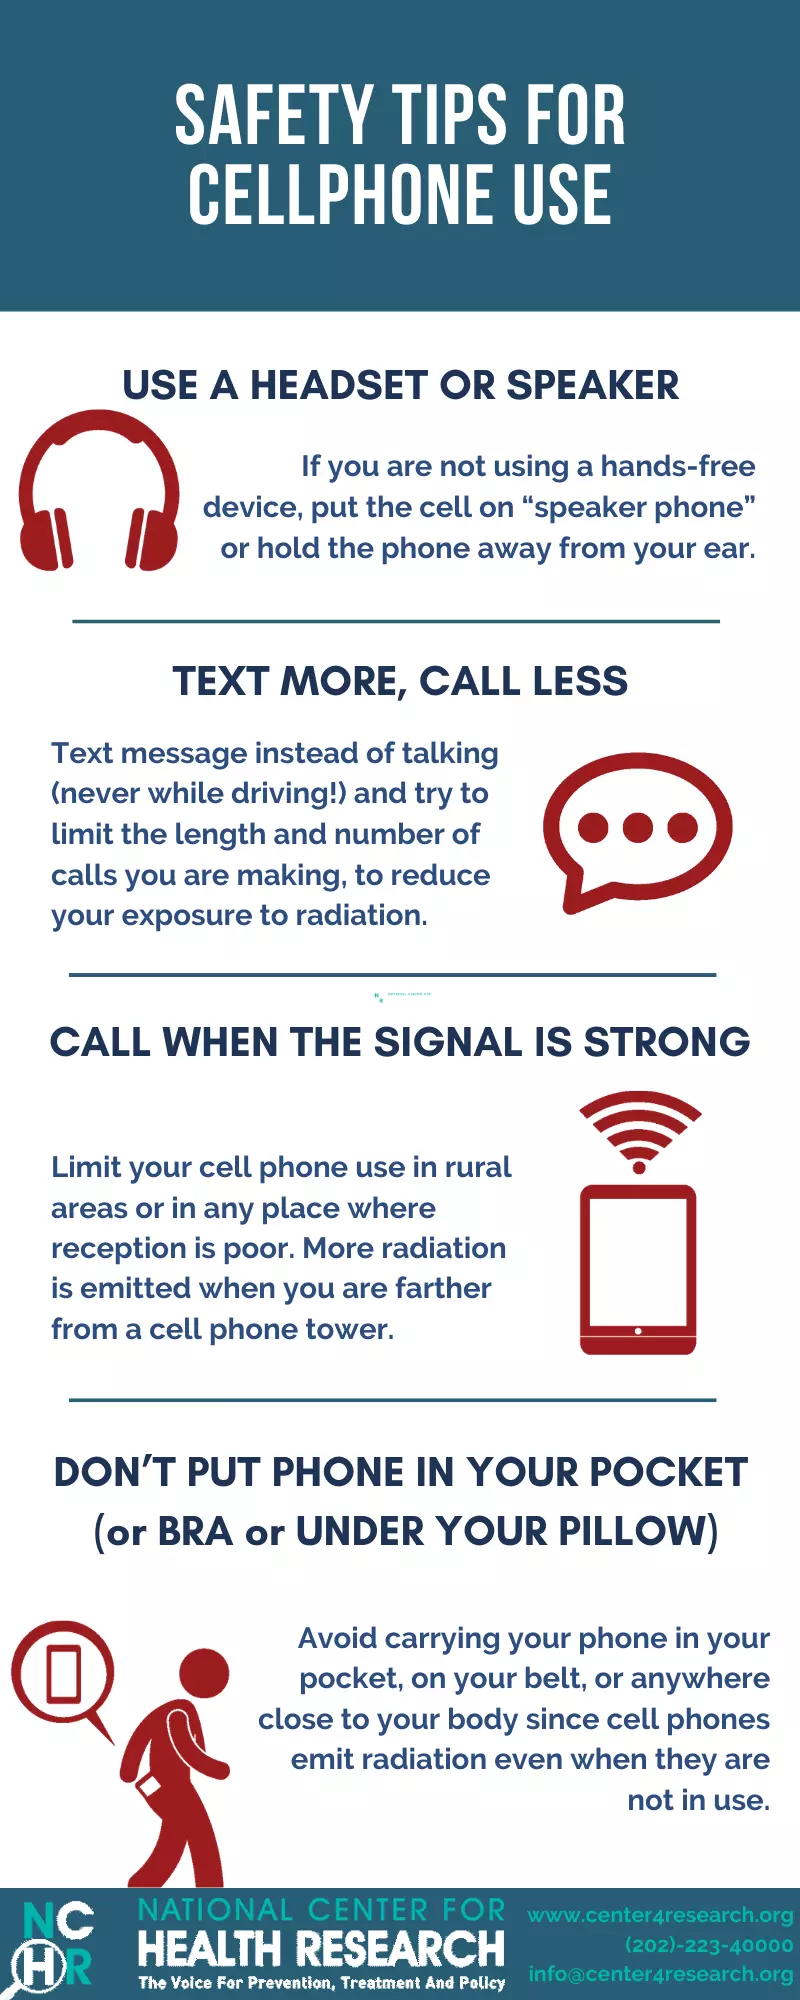 SAFETY TIPS FOR
CELLPHONE USE
USE A HEADSET OR SPEAKER
If you are not using a hands-free
device, put the cell on “speaker phone”
or hold the phone away from your ear.
TEXT MORE, CALL LESS
Text message instead of talking
(never while driving!) and try to
limit the length and number of
calls you are making, to reduce
your exposure to radiation.
CALL WHEN THE SIGNAL IS STRONG
Limit your cell phone use in rural
areas or in any place where
reception is poor. More radiation
is emitted when you are farther
from a cell phone tower.
DON’T PUT PHONE IN YOUR POCKET
(or BRA or UNDER YOUR PILLOW)
Avoid carrying your phone in your
pocket, on your belt, or anywhere
close to your body since cell phones
emit radiation even when they are
not in use.
NC
HR
NATIONAL CENTER FOR
HEALTH RESEARCH
The Voice For Prevention, Treatment And Policy
www.center4research.org
(202)-223-40000
info@center4research.org